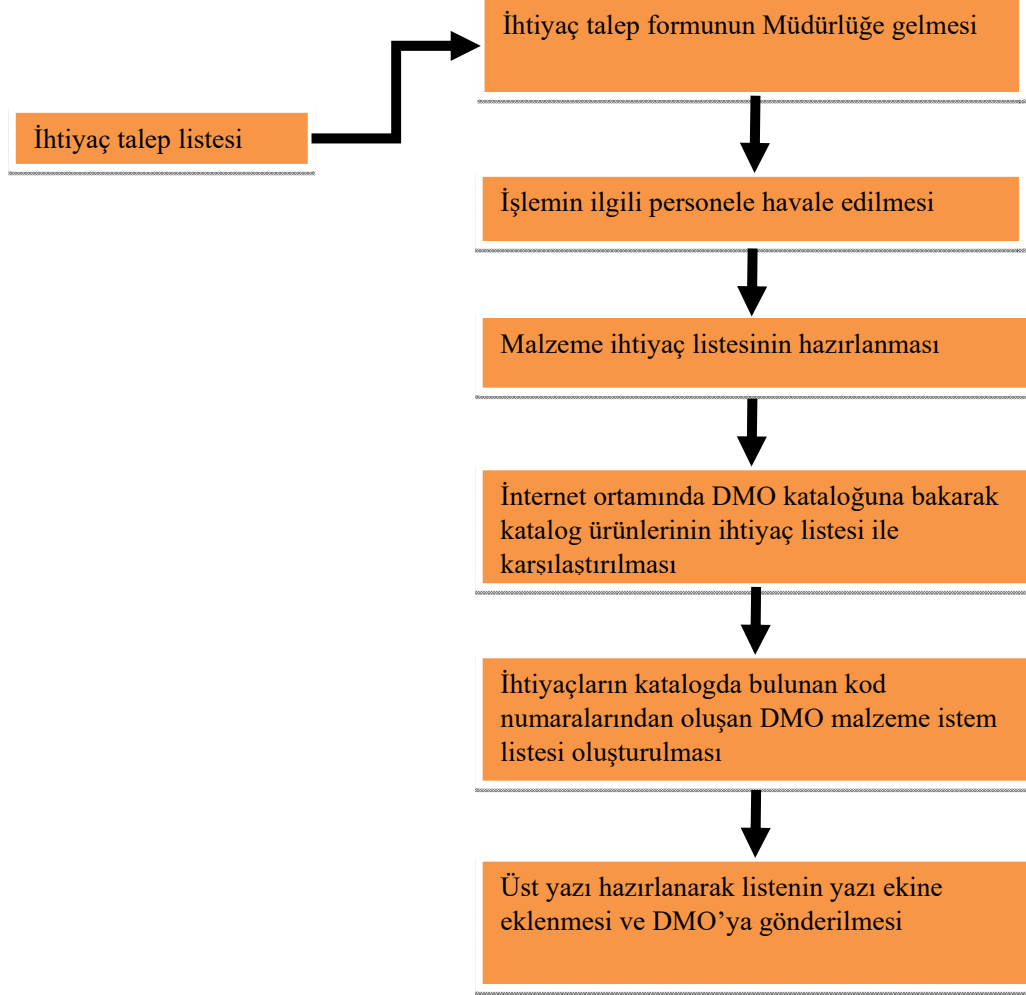 İhtiyaç talep formunun Müdürlüğe gelmesi
İhtiyaç talep listesi
İşlemin ilgili personele havale edilmesi
Malzeme ihtiyaç listesinin hazırlanması
İnternet ortamında DMO kataloğuna bakarak
katalog ürünlerinin ihtiyaç listesi ile
karşılaştırılması
İhtiyaçların katalogda bulunan kod
numaralarından oluşan DMO malzeme istem
listesi oluşturulması
Üst yazı hazırlanarak listenin yazı ekine
eklenmesi ve DMO’ya gönderilmesi